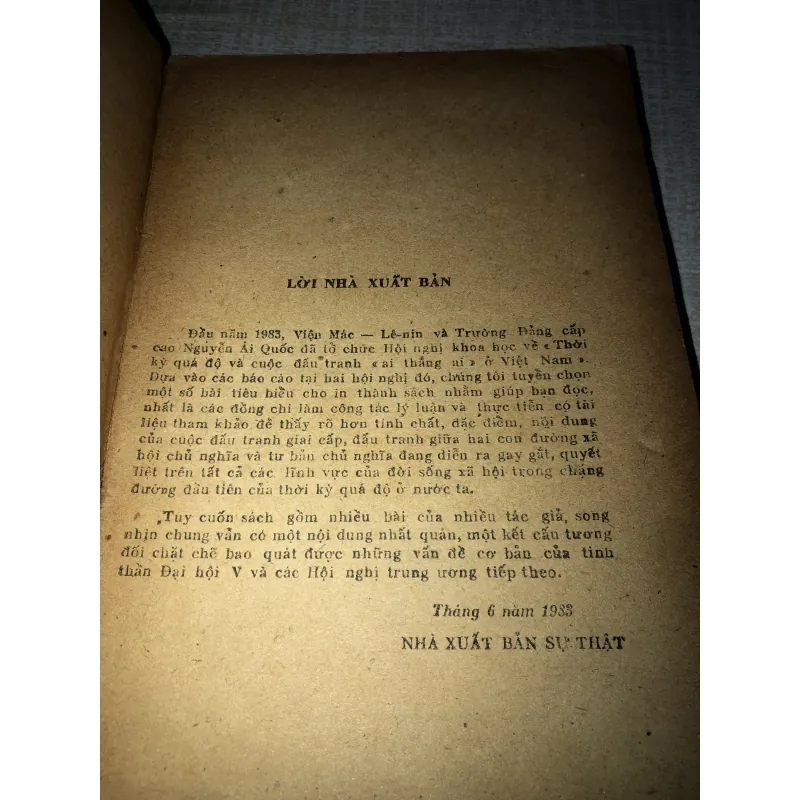 LỜI NHÀ XUẤT BẢN
Đầu năm 1983, Viện Mác — Lê-nin và Trường Đảng cấp
cao Nguyễn Ái Quốc đã tổ chức Hội nghị khoa học về «Thời
kỳ quá độ và cuộc đấu tranh «ai thắng ai» ở Việt Nam».
Dựa vào các báo cáo tại hai hội nghị đó, chúng tôi tuyển chọn
một số bài tiêu biểu cho in thành sách nhằm giúp bạn đọc,
nhất là các đồng chí làm công tác lý luận và thực tiễn có tài
liệu tham khảo để thấy rõ hơn tính chất, đặc điểm, nội dung
của cuộc đấu tranh giai cấp, đấu tranh giữa hai con đường xã
hội chủ nghĩa và tư bản chủ nghĩa đang diễn ra gay gắt, quyết
liệt trên tất cả các lĩnh vực của đời sống xã hội trong chặng
đường đầu tiên của thời kỳ quá độ ở nước ta.
Tuy cuốn sách gồm nhiều bài của nhiều tác giả, song
nhìn chung vẫn có một nội dung nhất quán, một kết cấu tương
đối chặt chẽ bao quát được những vấn đề cơ bản của tinh
thần Đại hội V và các Hội nghị trung ương tiếp theo.
Tháng 6 năm 1983
NHÀ XUẤT BẢN SỰ THẬT